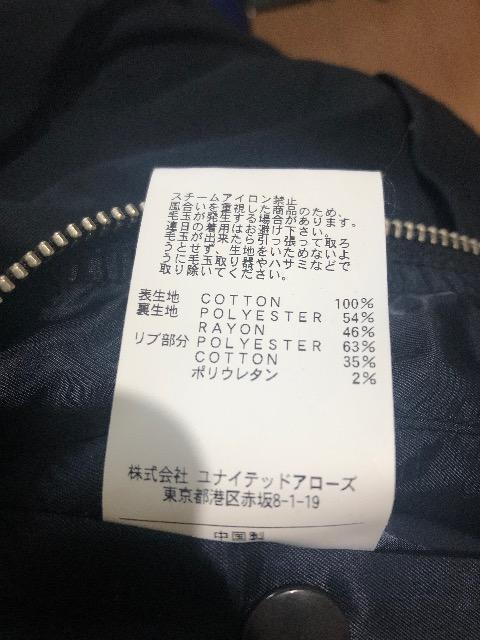 スチームアイロン禁止
風合いを重視した商品のため、
毛玉が発生する場合があります。
連日の着用はお避け下さい。
毛玉が出来たら引っ張って取ろ
うとせず、生地をいためないよ
うに毛玉取り器やハサミなどで
取り除いてください。
表生地 COTTON 100%
裏生地 POLYESTER 54%
RAYON 46%
リブ部分 POLYESTER 63%
COTTON 35%
ポリウレタン 2%
株式会社 ユナイテッドアローズ
東京都港区赤坂8-1-19
中国製